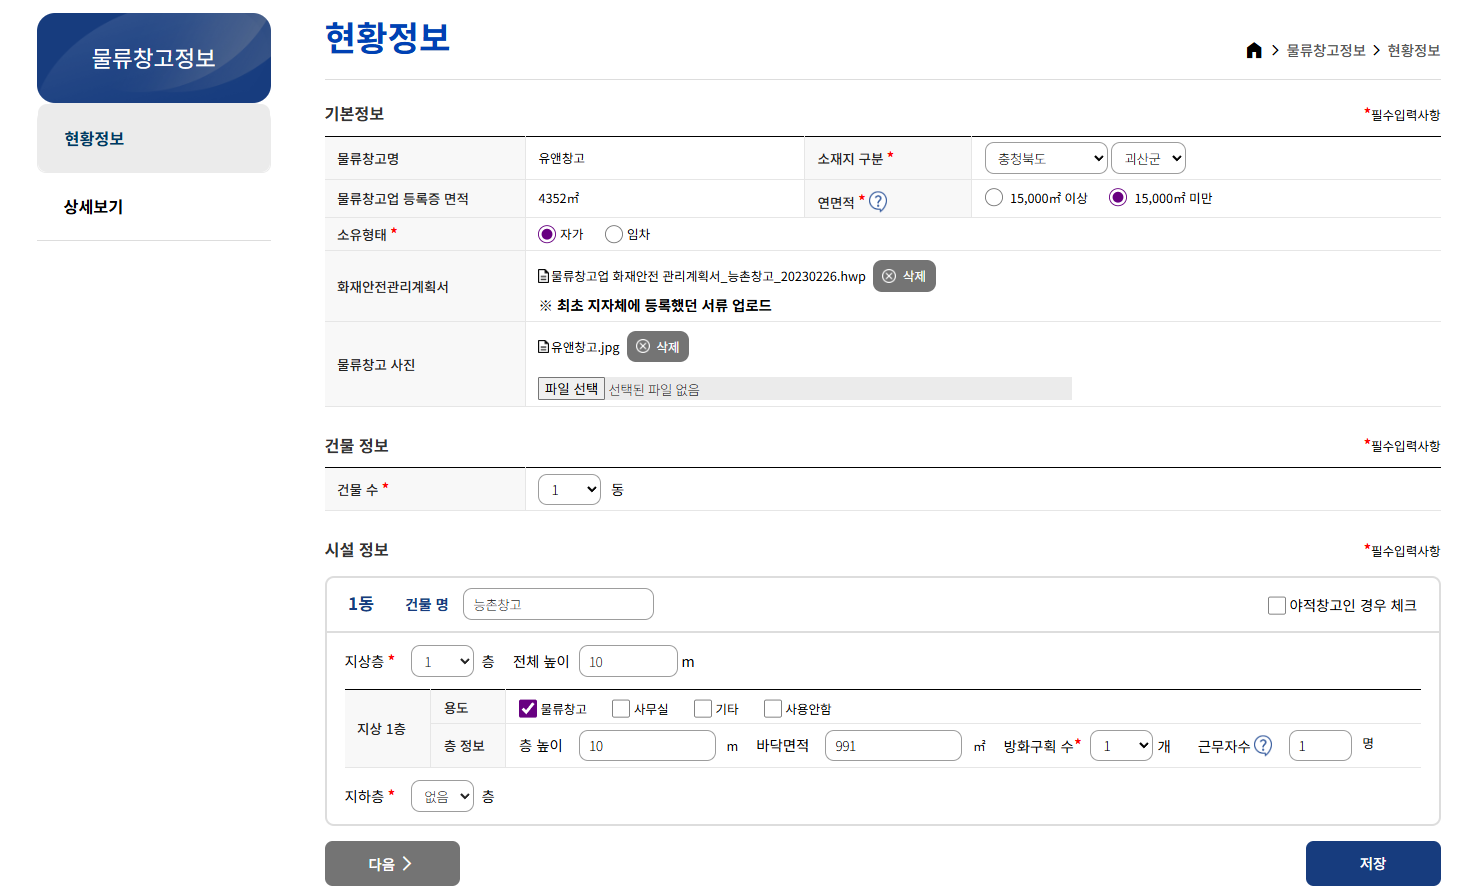 물류창고정보
현황정보
상세보기
현황정보
물류창고정보 > 현황정보
기본정보
*필수입력사항
물류창고명 유앤창고 소재지 구분 * 충청북도 괴산군
물류창고업 등록증 면적 4352㎡ 연면적 * ? 15,000㎡ 이상 15,000㎡ 미만
소유형태 * 자가 임차
화재안전관리계획서 물류창고업 화재안전 관리계획서_능촌창고_20230226.hwp 삭제
※ 최초 지자체에 등록했던 서류 업로드
물류창고 사진 유앤창고.jpg 삭제
파일 선택 선택된 파일 없음
건물 정보
*필수입력사항
건물 수 * 1 동
시설 정보
*필수입력사항
1동 건물 명 능촌창고 야적창고인 경우 체크
지상층 * 1 층 전체 높이 10 m
지상 1층 용도 물류창고 사무실 기타 사용안함
층 정보 층 높이 10 m 바닥면적 991 ㎡ 방화구획 수* 1 개 근무자수 ? 1 명
지하층 * 없음 층
다음 >
저장